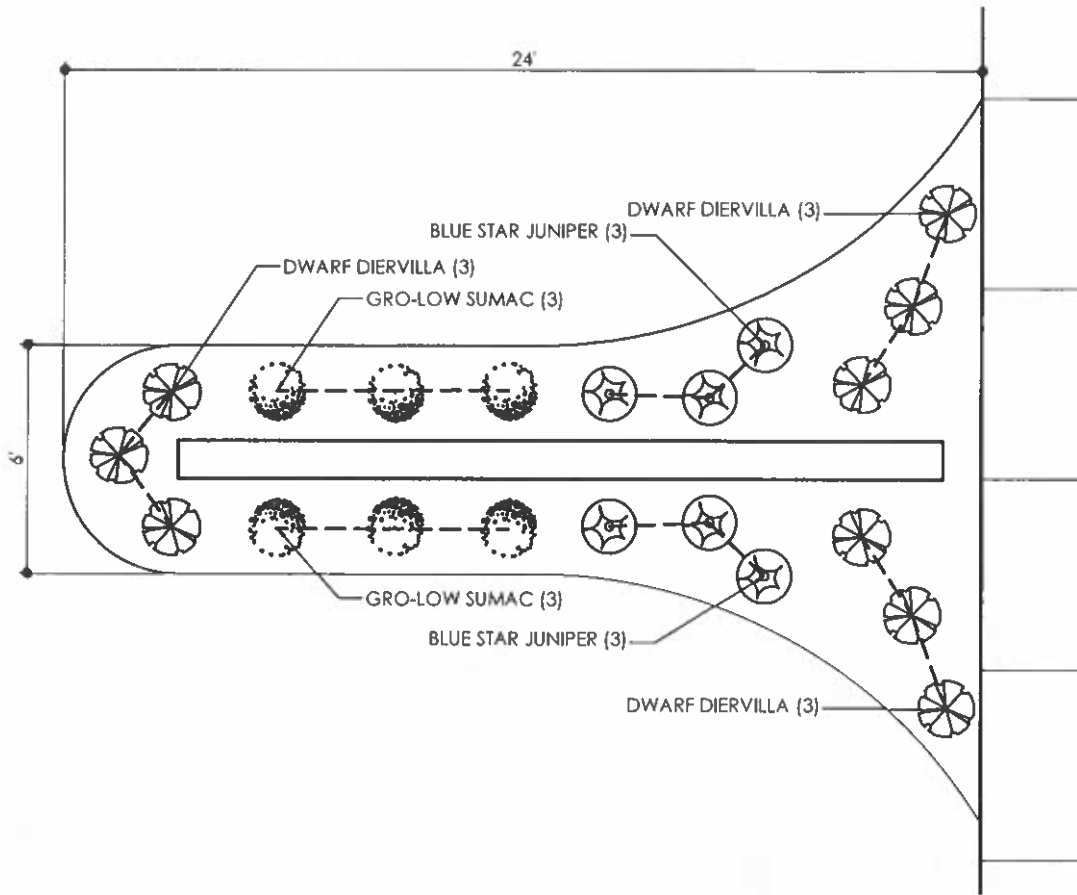 24'
DWARF DIERVILLA (3)
BLUE STAR JUNIPER (3)
DWARF DIERVILLA (3)
GRO-LOW SUMAC (3)
6'
GRO-LOW SUMAC (3)
BLUE STAR JUNIPER (3)
DWARF DIERVILLA (3)